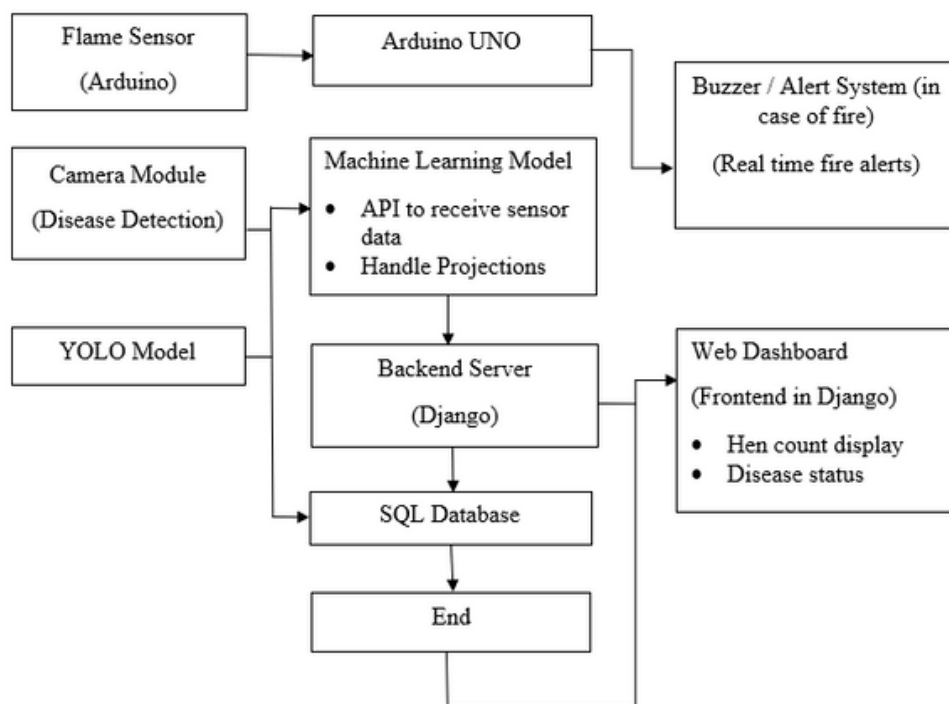 Flame Sensor
(Arduino)
Arduino UNO
Buzzer / Alert System (in
case of fire)
(Real time fire alerts)
Camera Module
(Disease Detection)
Machine Learning Model
• API to receive sensor
data
• Handle Projections
YOLO Model
Backend Server
(Django)
Web Dashboard
(Frontend in Django)
• Hen count display
• Disease status
SQL Database
End